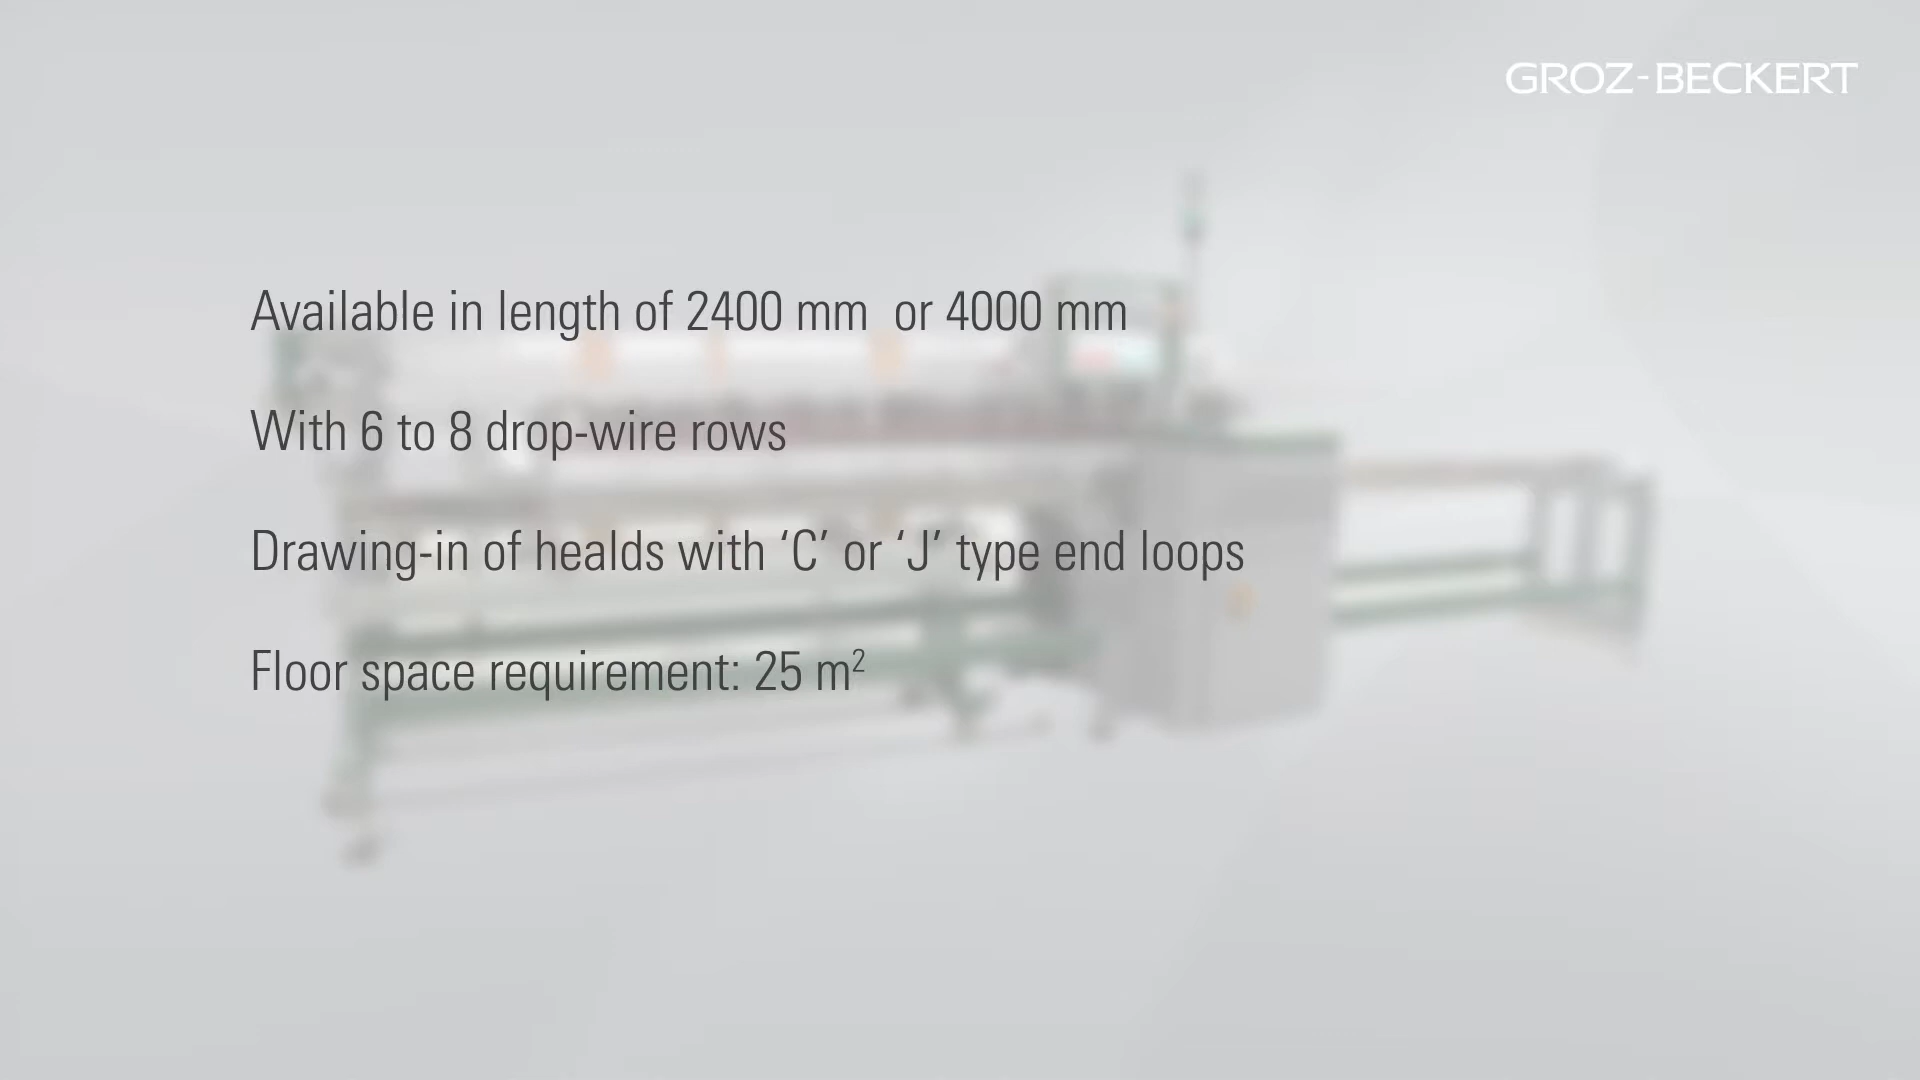 GROZ-BECKERT
Available in length of 2400 mm  or 4000 mm
With 6 to 8 drop-wire rows
Drawing-in of healds with ‘C’ or ‘J’ type end loops
Floor space requirement: 25 m²